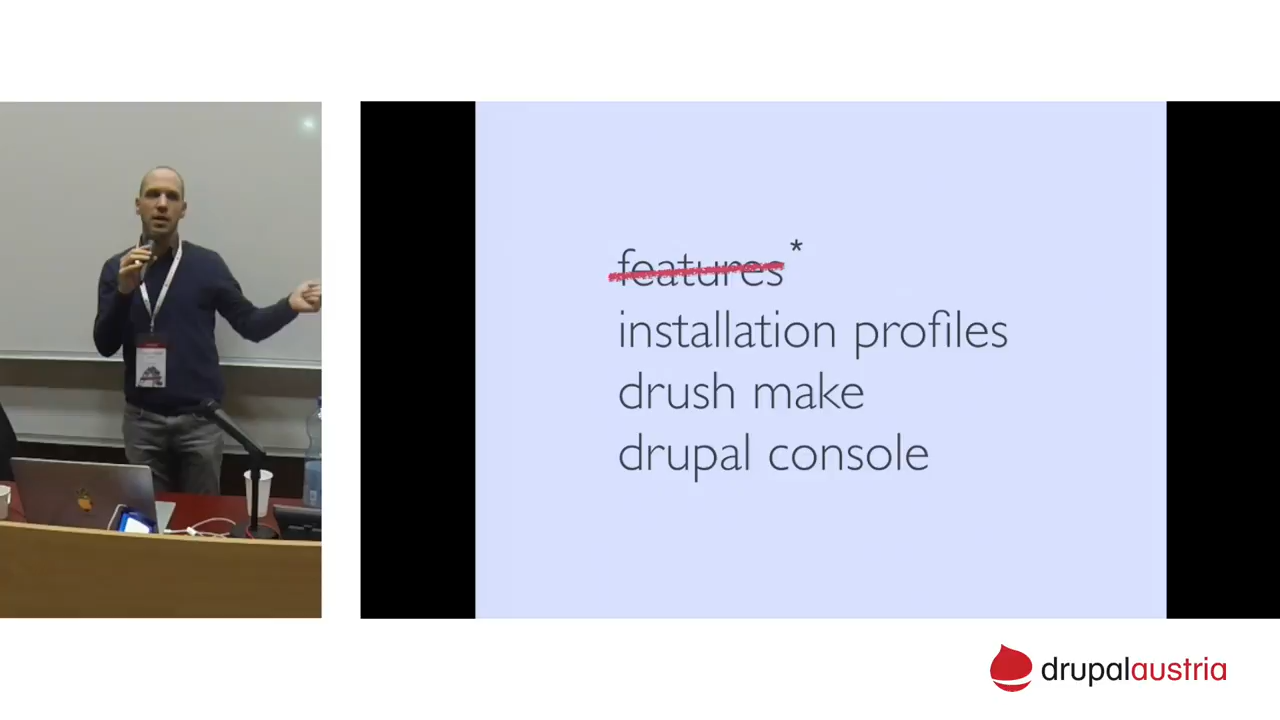 features*
installation profiles
drush make
drupal console
drupalaustria